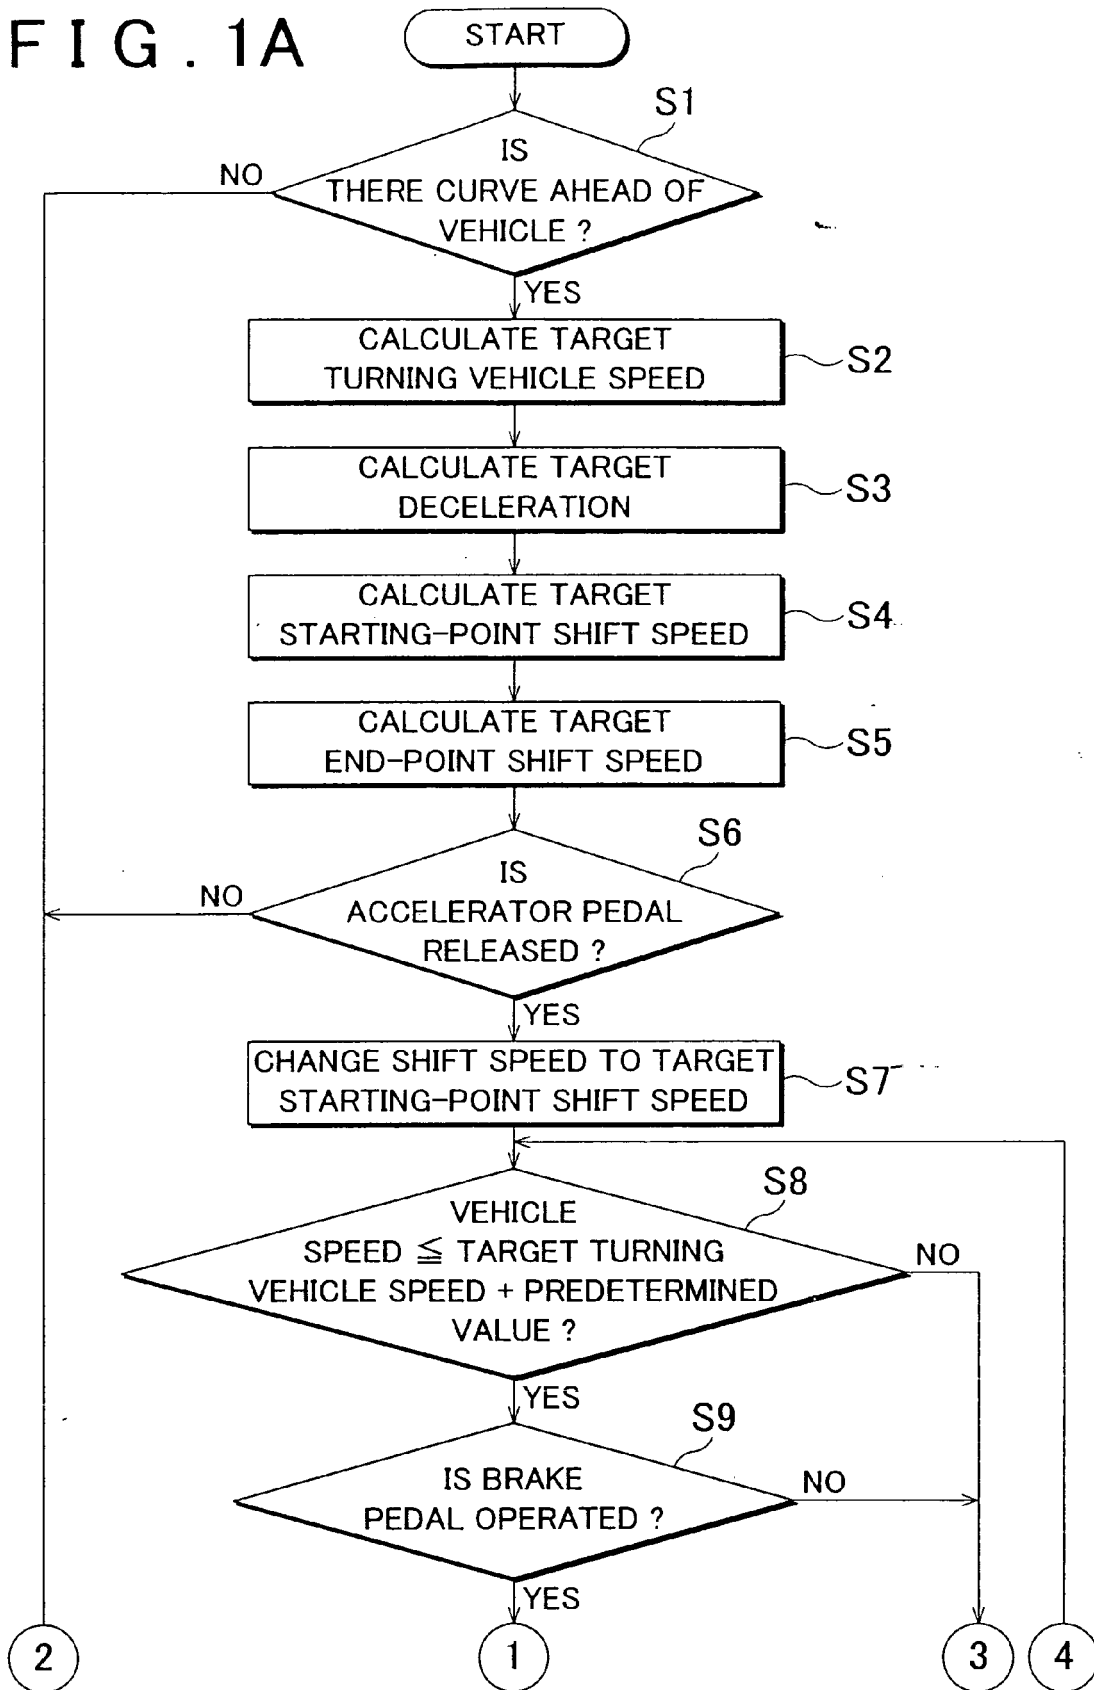 FIG. 1A
START
S1
IS
THERE CURVE AHEAD OF
VEHICLE ?
NO
YES
CALCULATE TARGET
TURNING VEHICLE SPEED
S2
CALCULATE TARGET
DECELERATION
S3
CALCULATE TARGET
STARTING-POINT SHIFT SPEED
S4
CALCULATE TARGET
END-POINT SHIFT SPEED
S5
S6
IS
ACCELERATOR PEDAL
RELEASED ?
NO
YES
CHANGE SHIFT SPEED TO TARGET
STARTING-POINT SHIFT SPEED
S7
S8
VEHICLE
SPEED ≦ TARGET TURNING
VEHICLE SPEED + PREDETERMINED
VALUE ?
NO
YES
S9
IS BRAKE
PEDAL OPERATED ?
NO
YES
2
1
3
4